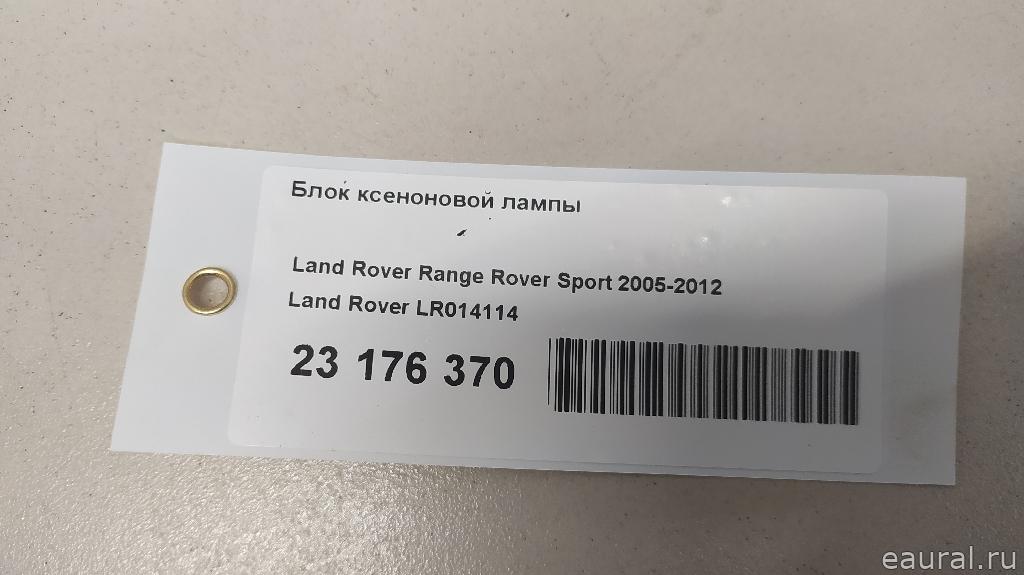 Блок ксеноновой лампы
Land Rover Range Rover Sport 2005-2012
Land Rover LR014114
23 176 370
eaural.ru